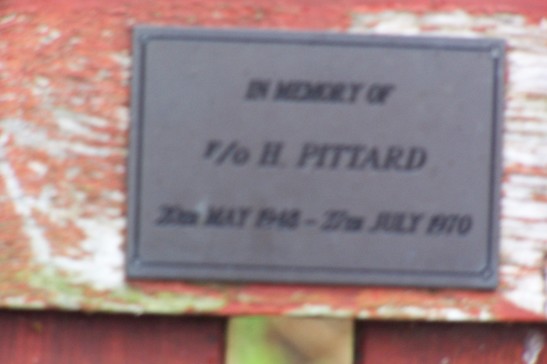 IN MEMORY OF
F/O H. PITTARD
20TH MAY 1948 - 27TH JULY 1970